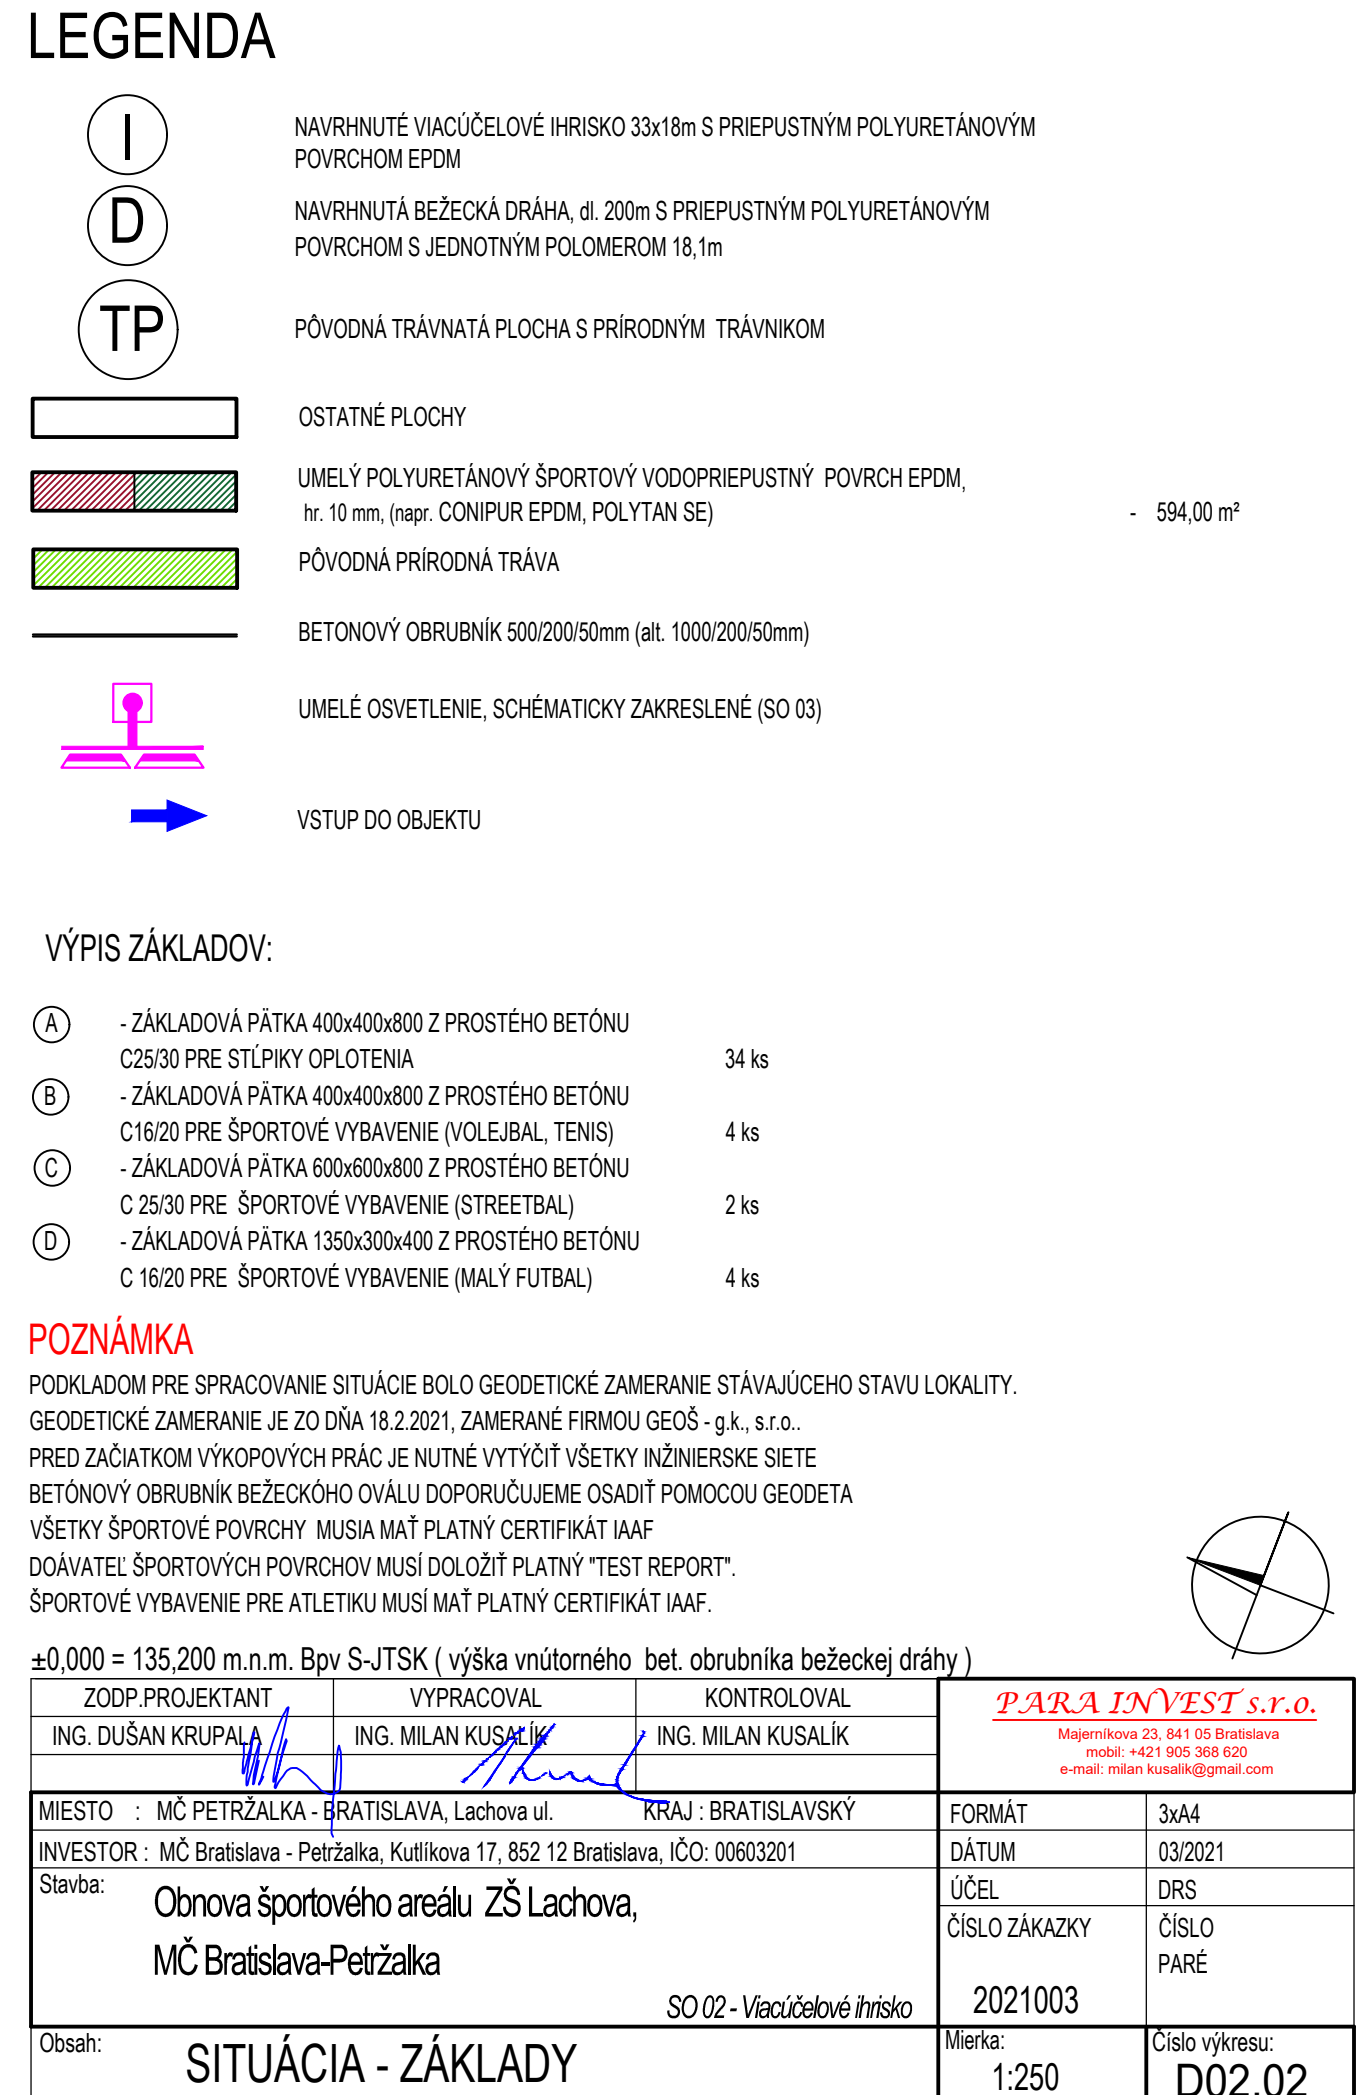 LEGENDA
I
NAVRHNUTÉ VIACÚČELOVÉ IHRISKO 33x18m S PRIEPUSTNÝM POLYURETÁNOVÝM
POVRCHOM EPDM
D
NAVRHNUTÁ BEŽECKÁ DRÁHA, dl. 200m S PRIEPUSTNÝM POLYURETÁNOVÝM
POVRCHOM S JEDNOTNÝM POLOMEROM 18,1m
TP
PÔVODNÁ TRÁVNATÁ PLOCHA S PRÍRODNÝM TRÁVNIKOM
OSTATNÉ PLOCHY
UMELÝ POLYURETÁNOVÝ ŠPORTOVÝ VODOPRIEPUSTNÝ POVRCH EPDM,
hr. 10 mm, (napr. CONIPUR EPDM, POLYTAN SE) - 594,00 m²
PÔVODNÁ PRÍRODNÁ TRÁVA
BETONOVÝ OBRUBNÍK 500/200/50mm (alt. 1000/200/50mm)
UMELÉ OSVETLENIE, SCHÉMATICKY ZAKRESLENÉ (SO 03)
VSTUP DO OBJEKTU
VÝPIS ZÁKLADOV:
A - ZÁKLADOVÁ PÄTKA 400x400x800 Z PROSTÉHO BETÓNU
C25/30 PRE STĹPIKY OPLOTENIA 34 ks
B - ZÁKLADOVÁ PÄTKA 400x400x800 Z PROSTÉHO BETÓNU
C16/20 PRE ŠPORTOVÉ VYBAVENIE (VOLEJBAL, TENIS) 4 ks
C - ZÁKLADOVÁ PÄTKA 600x600x800 Z PROSTÉHO BETÓNU
C 25/30 PRE ŠPORTOVÉ VYBAVENIE (STREETBAL) 2 ks
D - ZÁKLADOVÁ PÄTKA 1350x300x400 Z PROSTÉHO BETÓNU
C 16/20 PRE ŠPORTOVÉ VYBAVENIE (MALÝ FUTBAL) 4 ks
POZNÁMKA
PODKLADOM PRE SPRACOVANIE SITUÁCIE BOLO GEODETICKÉ ZAMERANIE STÁVAJÚCEHO STAVU LOKALITY.
GEODETICKÉ ZAMERANIE JE ZO DŇA 18.2.2021, ZAMERANÉ FIRMOU GEOŠ - g.k., s.r.o..
PRED ZAČIATKOM VÝKOPOVÝCH PRÁC JE NUTNÉ VYTÝČIŤ VŠETKY INŽINIERSKE SIETE
BETÓNOVÝ OBRUBNÍK BEŽECKÓHO OVÁLU DOPORUČUJEME OSADIŤ POMOCOU GEODETA
VŠETKY ŠPORTOVÉ POVRCHY MUSIA MAŤ PLATNÝ CERTIFIKÁT IAAF
DOÁVATEĽ ŠPORTOVÝCH POVRCHOV MUSÍ DOLOŽIŤ PLATNÝ "TEST REPORT".
ŠPORTOVÉ VYBAVENIE PRE ATLETIKU MUSÍ MAŤ PLATNÝ CERTIFIKÁT IAAF.
±0,000 = 135,200 m.n.m. Bpv S-JTSK ( výška vnútorného bet. obrubníka bežeckej dráhy )
ZODP.PROJEKTANT VYPRACOVAL KONTROLOVAL
ING. DUŠAN KRUPALA ING. MILAN KUSALÍK ING. MILAN KUSALÍK
PARA INVEST s.r.o.
Majerníkova 23, 841 05 Bratislava
mobil: +421 905 368 620
e-mail: milan kusalik@gmail.com
MIESTO : MČ PETRŽALKA - BRATISLAVA, Lachova ul. KRAJ : BRATISLAVSKÝ
INVESTOR : MČ Bratislava - Petržalka, Kutlíkova 17, 852 12 Bratislava, IČO: 00603201
Stavba:
Obnova športového areálu ZŠ Lachova,
MČ Bratislava-Petržalka
SO 02 - Viacúčelové ihrisko
FORMÁT 3xA4
DÁTUM 03/2021
ÚČEL DRS
ČÍSLO ZÁKAZKY ČÍSLO
PARÉ
2021003
Obsah:
SITUÁCIA - ZÁKLADY
Mierka:
1:250
Číslo výkresu:
D02.02